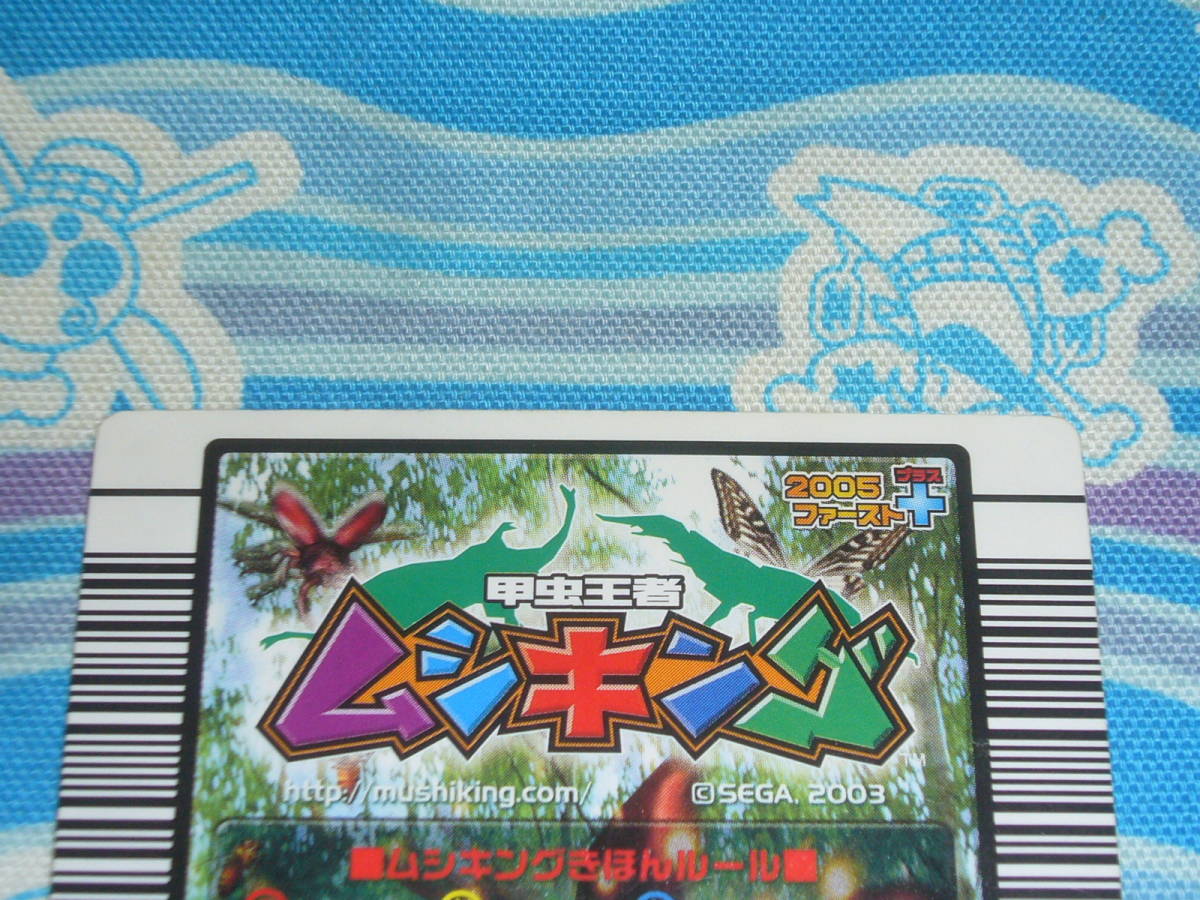 2005 プラス
ファースト+
甲虫王者
ムシキング
TM
http://mushiking.com/ ©SEGA, 2003
■ムシキングきほんルール■